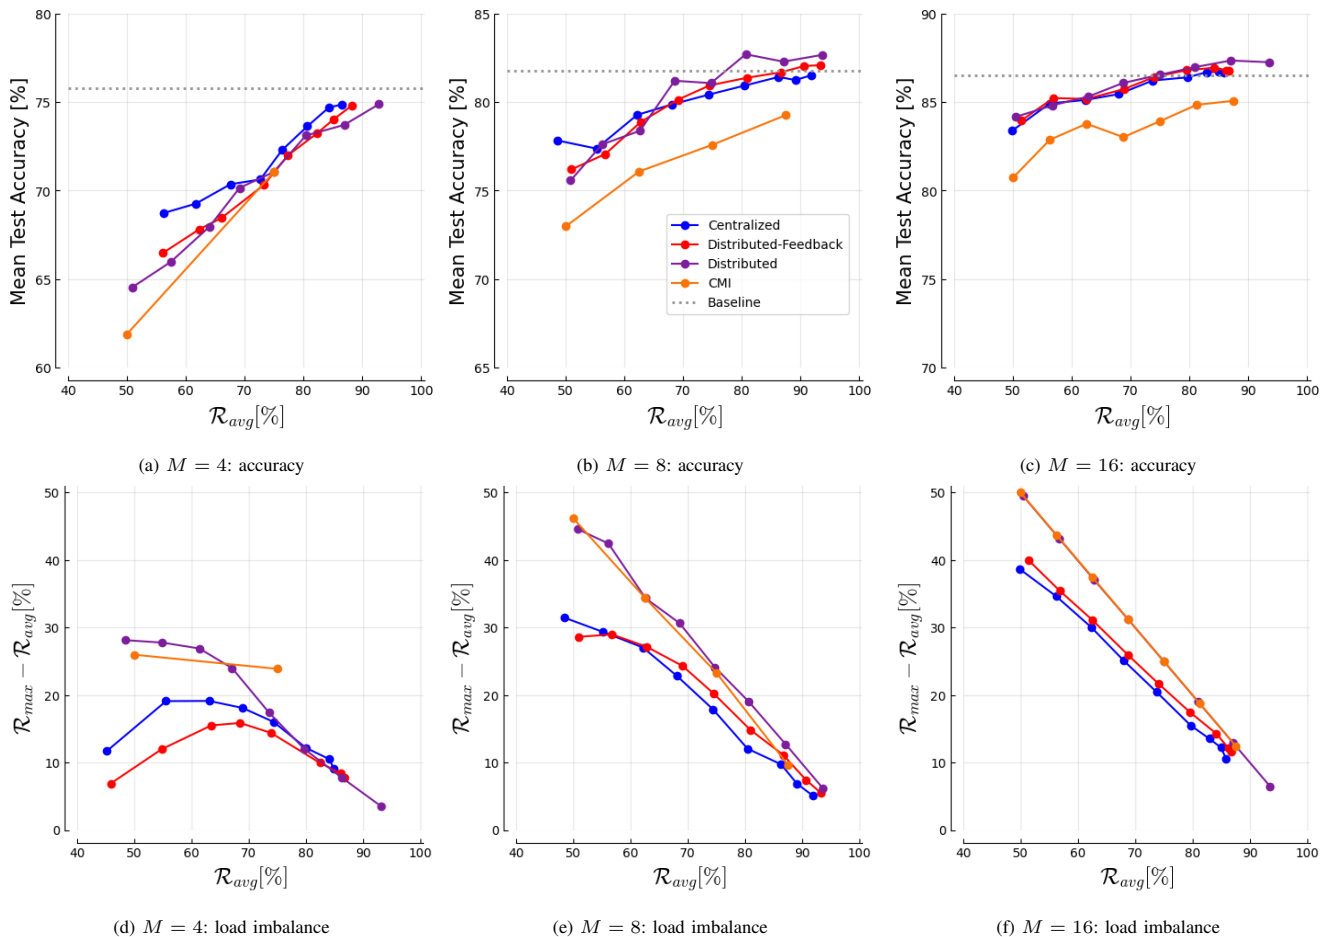 80
75
70
65
60
Mean Test Accuracy [%]
40 50 60 70 80 90 100
R_avg[%]
(a) M = 4: accuracy
85
80
75
70
65
Mean Test Accuracy [%]
Centralized
Distributed-Feedback
Distributed
CMI
Baseline
40 50 60 70 80 90 100
R_avg[%]
(b) M = 8: accuracy
90
85
80
75
70
Mean Test Accuracy [%]
40 50 60 70 80 90 100
R_avg[%]
(c) M = 16: accuracy
50
40
30
20
10
0
R_max − R_avg[%]
40 50 60 70 80 90 100
R_avg[%]
(d) M = 4: load imbalance
50
40
30
20
10
0
R_max − R_avg[%]
40 50 60 70 80 90 100
R_avg[%]
(e) M = 8: load imbalance
50
40
30
20
10
0
R_max − R_avg[%]
40 50 60 70 80 90 100
R_avg[%]
(f) M = 16: load imbalance